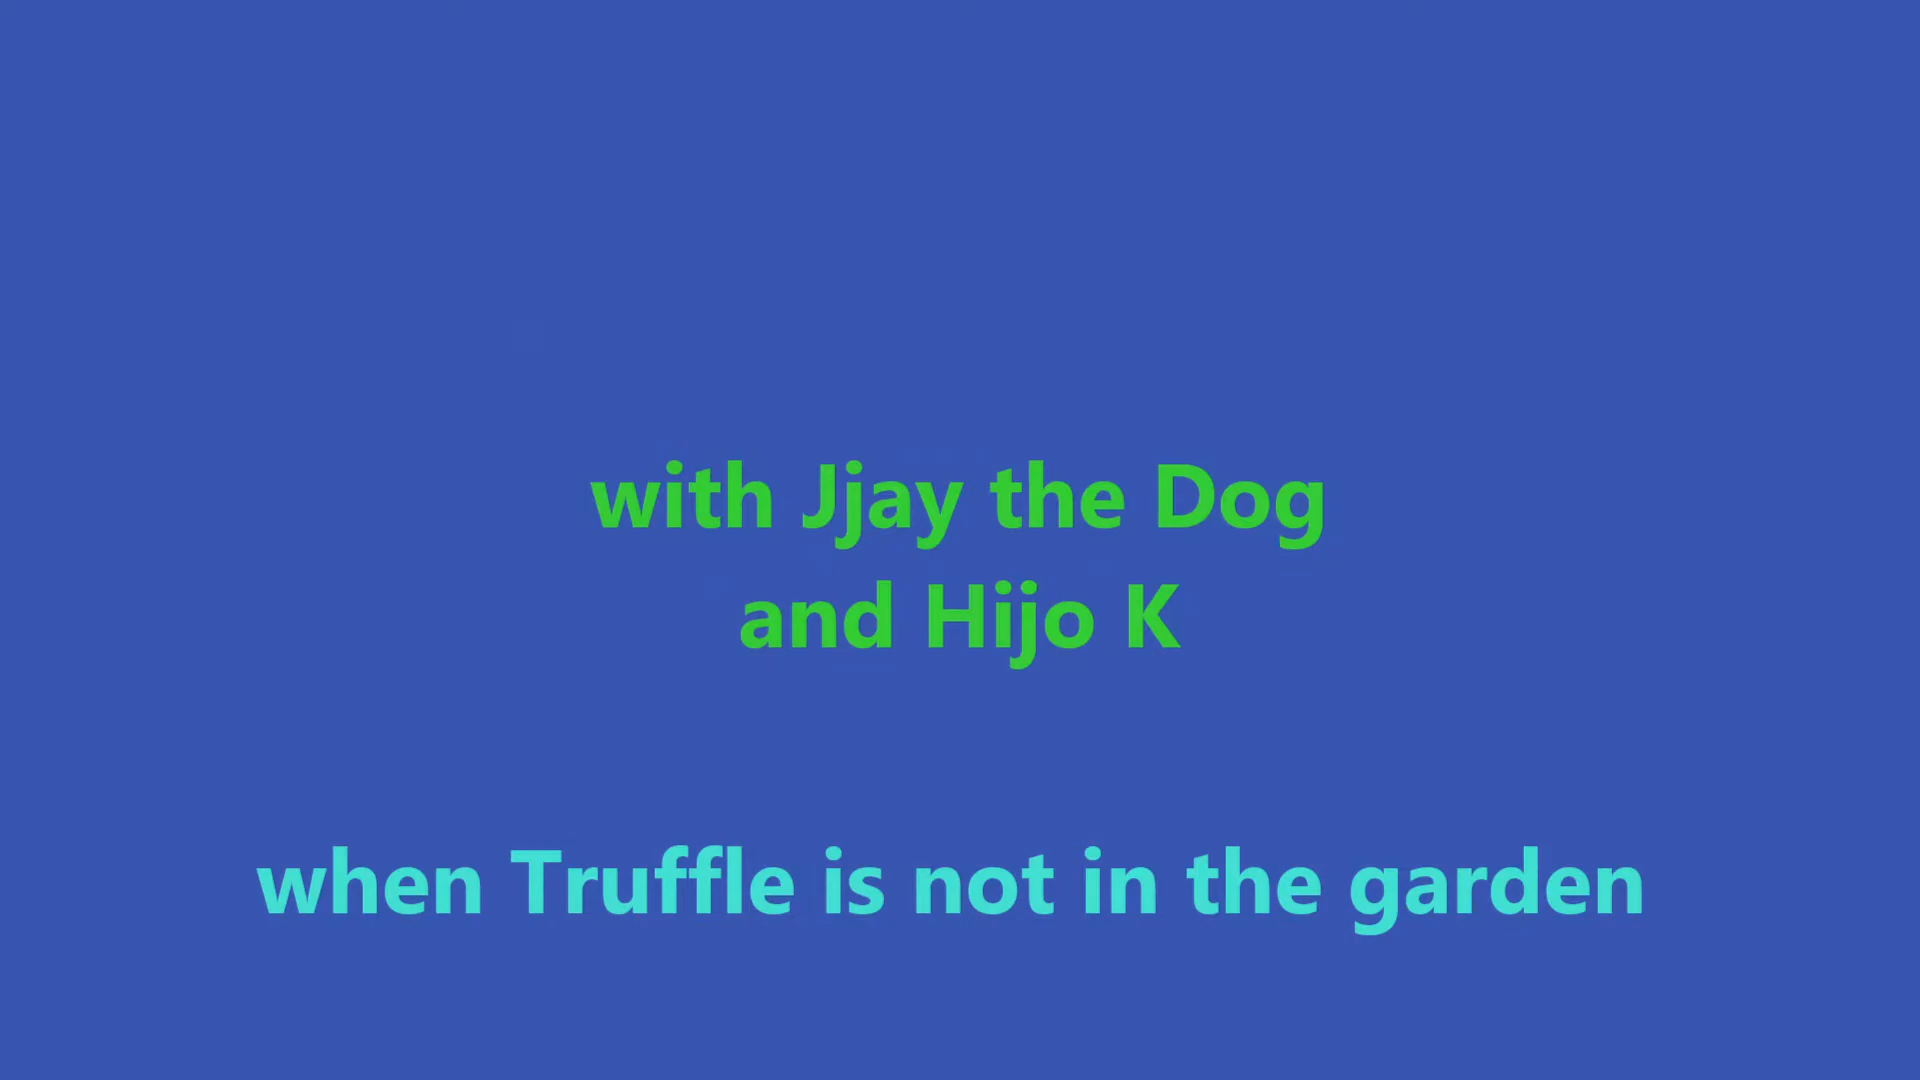 with Jjay the Dog
and Hijo K
when Truffle is not in the garden